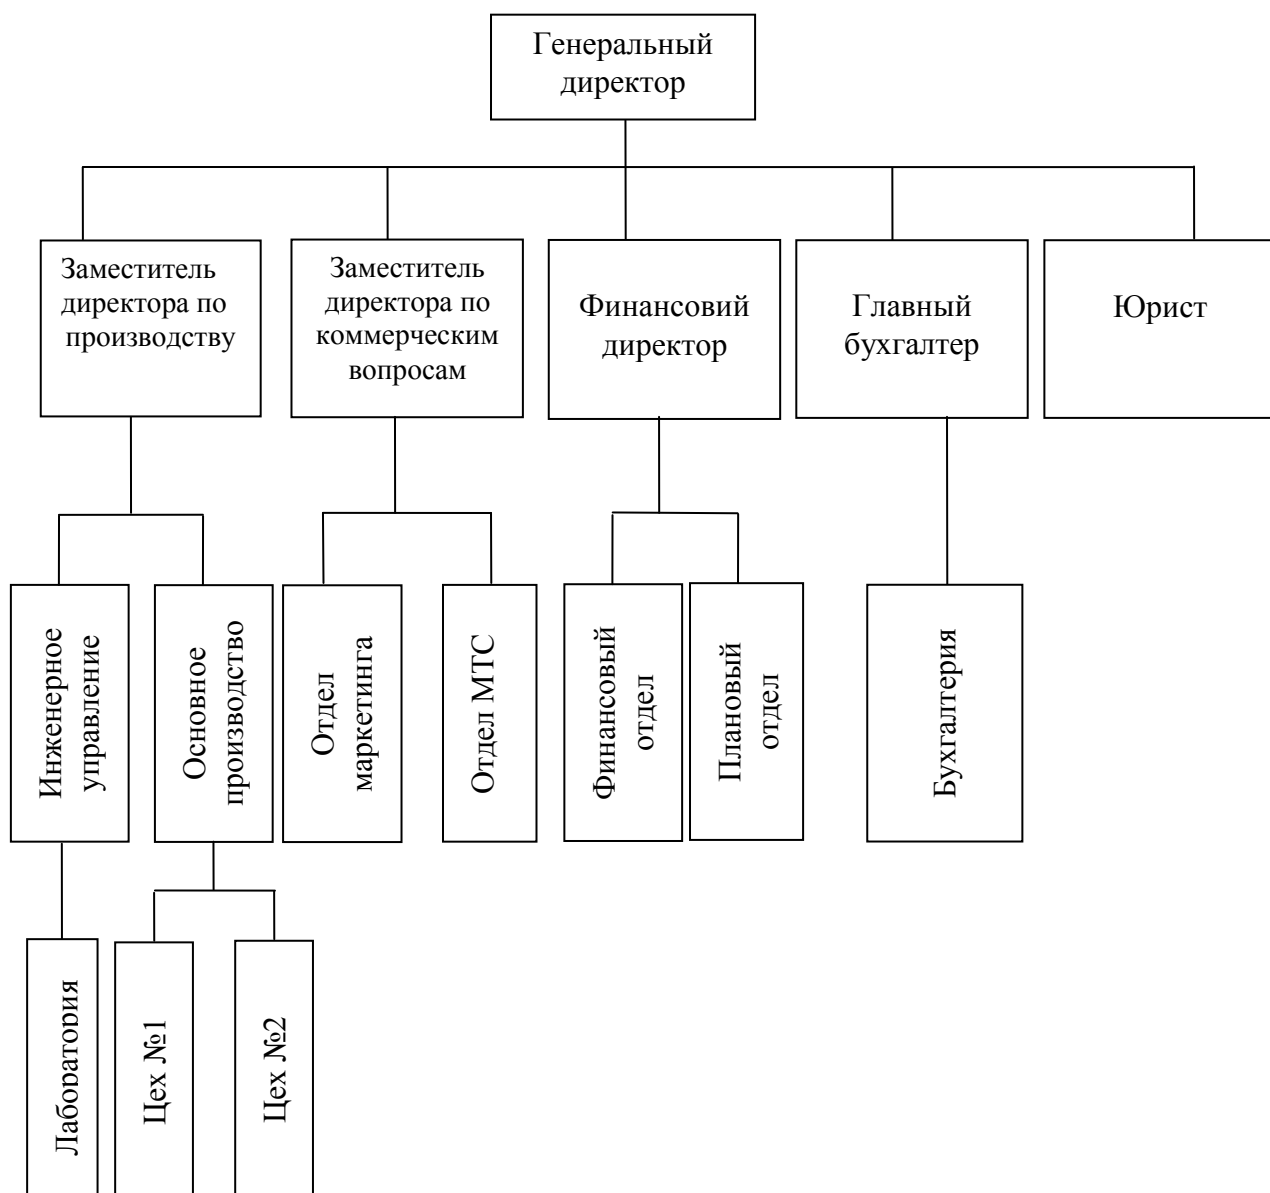 Генеральный
директор
Заместитель
директора по
производству
Заместитель
директора по
коммерческим
вопросам
Финансовий
директор
Главный
бухгалтер
Юрист
Инженерное
управление
Основное
производство
Отдел
маркетинга
Отдел МТС
Финансовый
отдел
Плановый
отдел
Бухгалтерия
Лаборатория
Цех №1
Цех №2